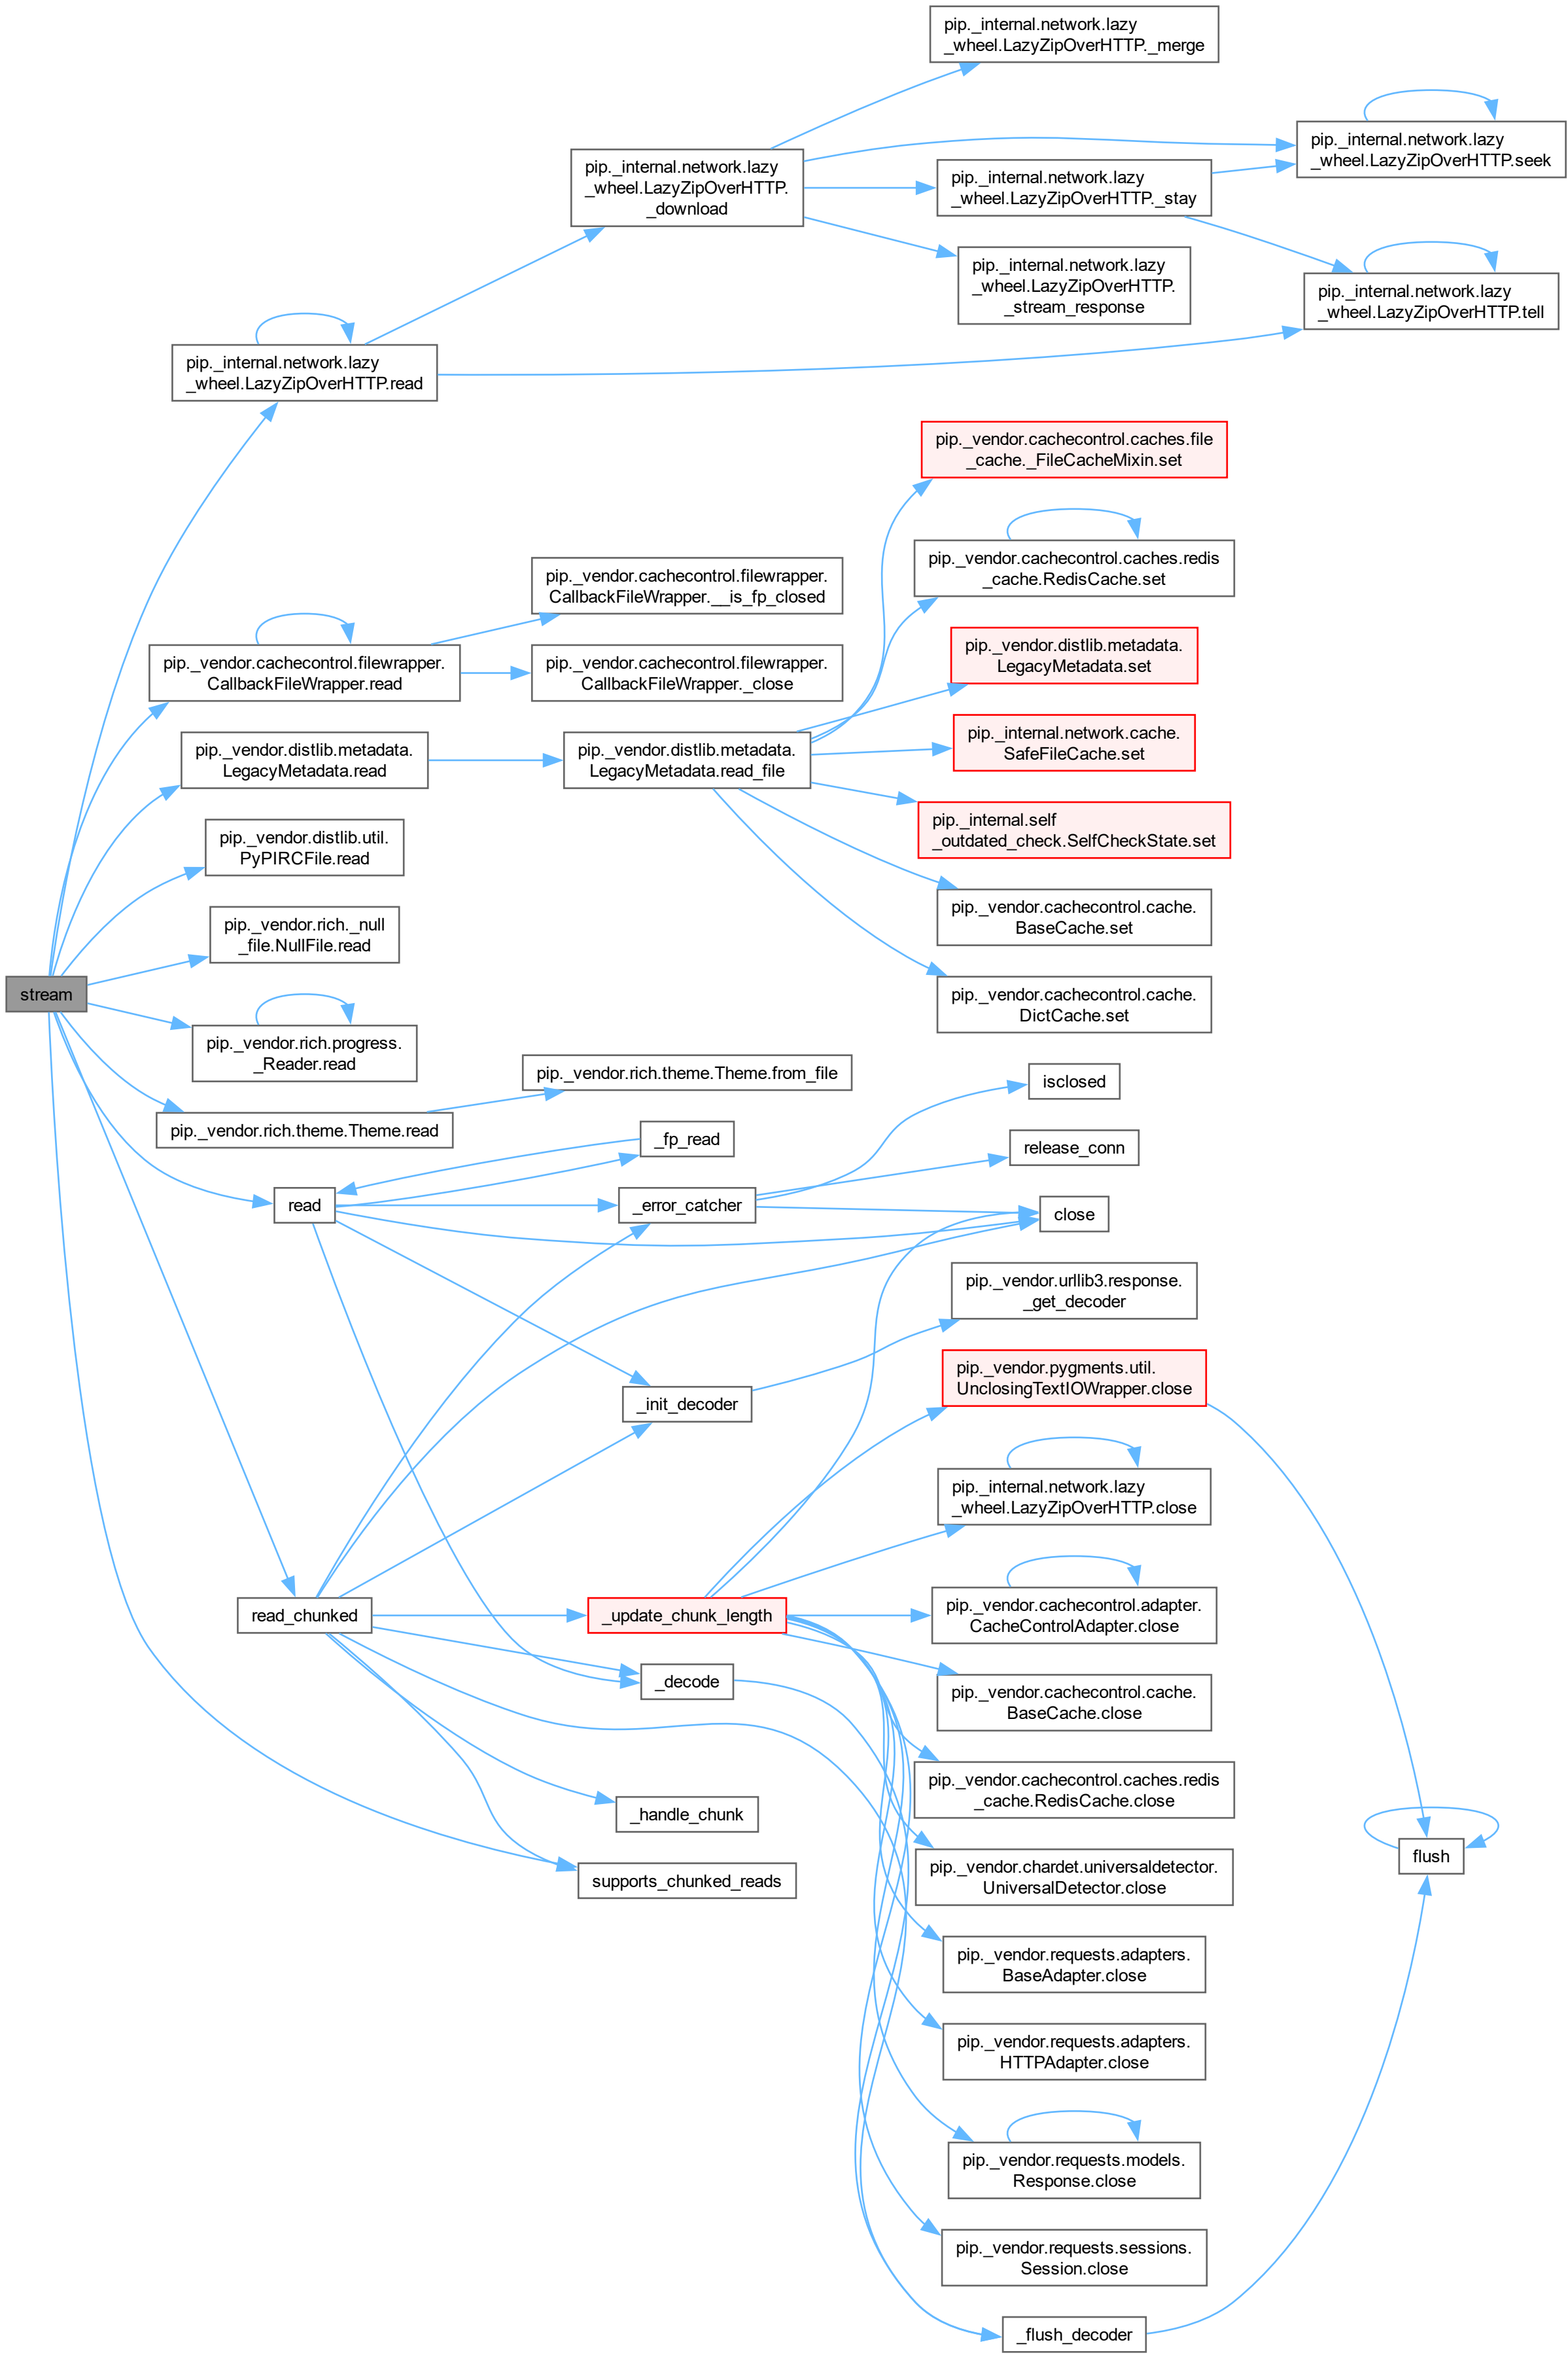 pip._internal.network.lazy
_wheel.LazyZipOverHTTP._merge
pip._internal.network.lazy
_wheel.LazyZipOverHTTP.seek
pip._internal.network.lazy
_wheel.LazyZipOverHTTP.
_download
pip._internal.network.lazy
_wheel.LazyZipOverHTTP._stay
pip._internal.network.lazy
_wheel.LazyZipOverHTTP.
_stream_response
pip._internal.network.lazy
_wheel.LazyZipOverHTTP.tell
pip._internal.network.lazy
_wheel.LazyZipOverHTTP.read
pip._vendor.cachecontrol.caches.file
_cache._FileCacheMixin.set
pip._vendor.cachecontrol.caches.redis
_cache.RedisCache.set
pip._vendor.cachecontrol.filewrapper.
CallbackFileWrapper.__is_fp_closed
pip._vendor.cachecontrol.filewrapper.
CallbackFileWrapper.read
pip._vendor.cachecontrol.filewrapper.
CallbackFileWrapper._close
pip._vendor.distlib.metadata.
LegacyMetadata.set
pip._vendor.distlib.metadata.
LegacyMetadata.read
pip._vendor.distlib.metadata.
LegacyMetadata.read_file
pip._internal.network.cache.
SafeFileCache.set
pip._internal.self
_outdated_check.SelfCheckState.set
pip._vendor.distlib.util.
PyPIRCFile.read
pip._vendor.cachecontrol.cache.
BaseCache.set
pip._vendor.rich._null
_file.NullFile.read
pip._vendor.cachecontrol.cache.
DictCache.set
stream
pip._vendor.rich.progress.
_Reader.read
pip._vendor.rich.theme.Theme.from_file
isclosed
pip._vendor.rich.theme.Theme.read
_fp_read
release_conn
read
_error_catcher
close
pip._vendor.urllib3.response.
_get_decoder
pip._vendor.pygments.util.
UnclosingTextIOWrapper.close
_init_decoder
pip._internal.network.lazy
_wheel.LazyZipOverHTTP.close
read_chunked
_update_chunk_length
pip._vendor.cachecontrol.adapter.
CacheControlAdapter.close
_decode
pip._vendor.cachecontrol.cache.
BaseCache.close
pip._vendor.cachecontrol.caches.redis
_cache.RedisCache.close
_handle_chunk
flush
supports_chunked_reads
pip._vendor.chardet.universaldetector.
UniversalDetector.close
pip._vendor.requests.adapters.
BaseAdapter.close
pip._vendor.requests.adapters.
HTTPAdapter.close
pip._vendor.requests.models.
Response.close
pip._vendor.requests.sessions.
Session.close
_flush_decoder